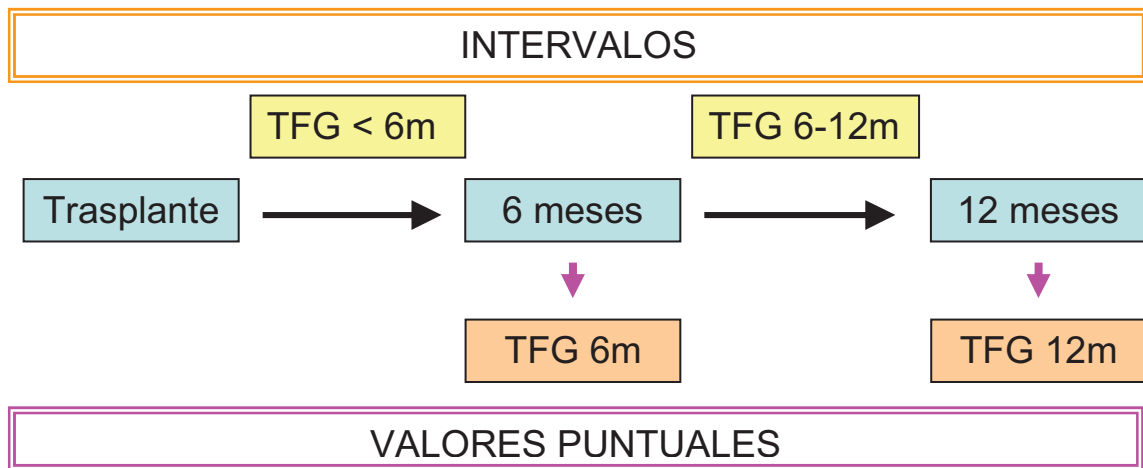 INTERVALOS
TFG < 6m
TFG 6-12m
Trasplante
6 meses
12 meses
TFG 6m
TFG 12m
VALORES PUNTUALES